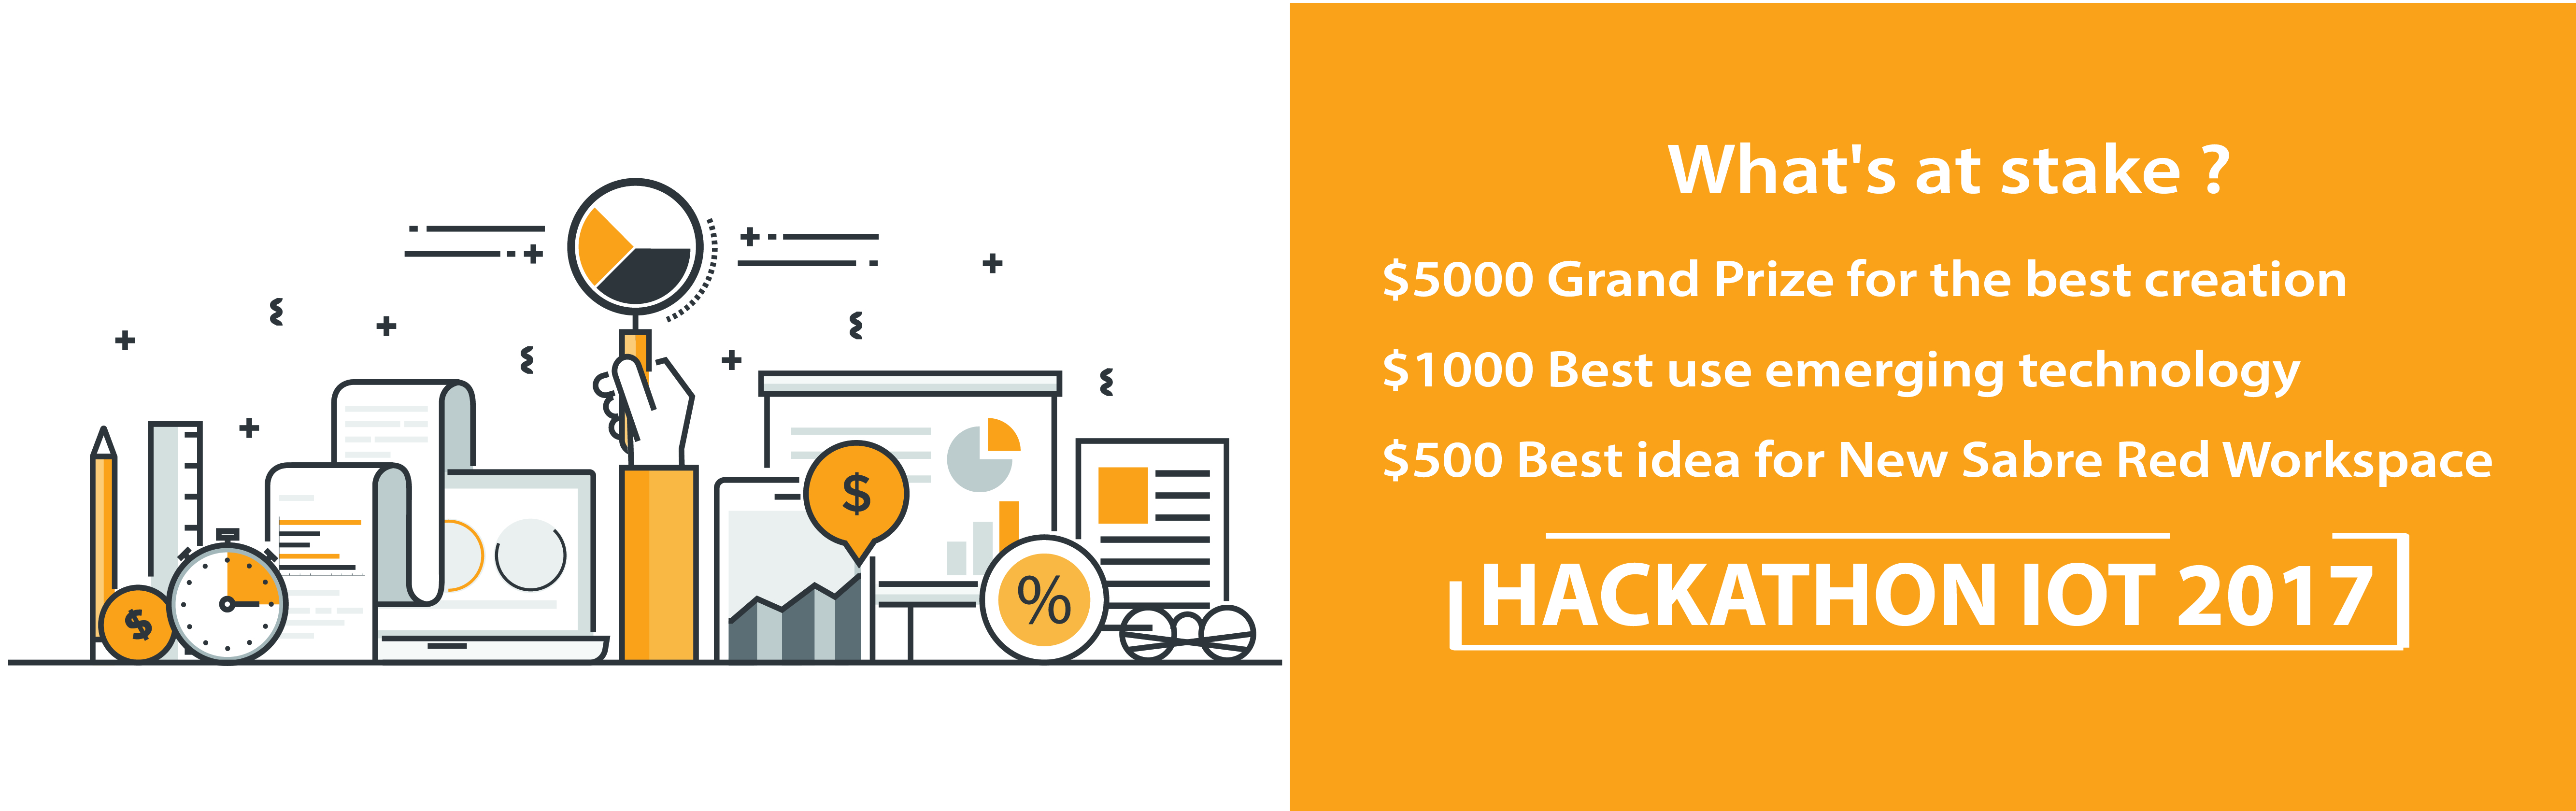 What's at stake ?
$5000 Grand Prize for the best creation
$1000 Best use emerging technology
$500 Best idea for New Sabre Red Workspace
HACKATHON IOT 2017
$
$
%